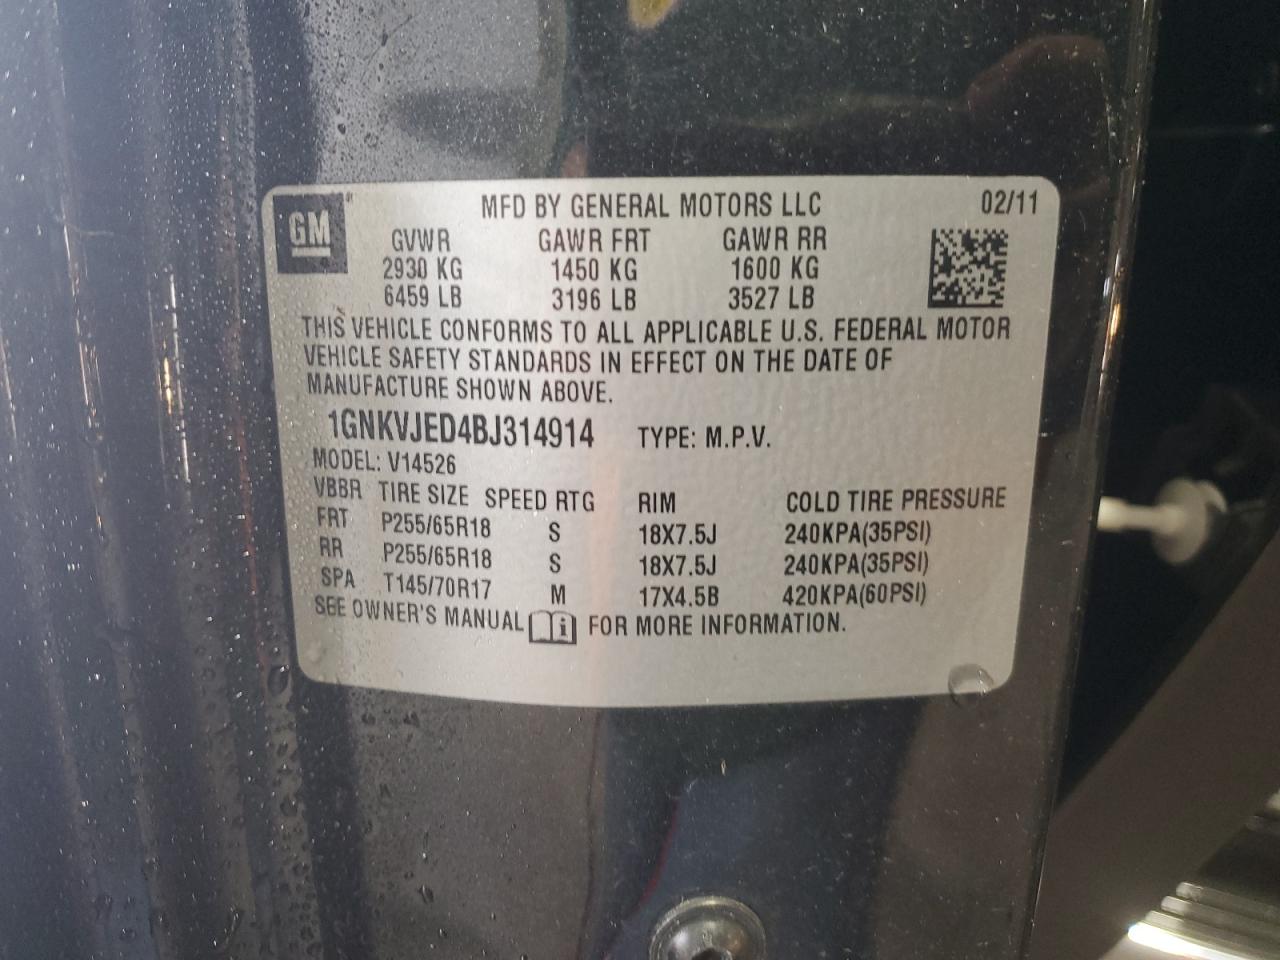 GM MFD BY GENERAL MOTORS LLC 02/11
GVWR GAWR FRT GAWR RR
2930 KG 1450 KG 1600 KG
6459 LB 3196 LB 3527 LB
THIS VEHICLE CONFORMS TO ALL APPLICABLE U.S. FEDERAL MOTOR
VEHICLE SAFETY STANDARDS IN EFFECT ON THE DATE OF
MANUFACTURE SHOWN ABOVE.
1GNKVJED4BJ314914 TYPE: M.P.V.
MODEL: V14526
VBBR TIRE SIZE SPEED RTG RIM COLD TIRE PRESSURE
FRT P255/65R18 S 18X7.5J 240KPA(35PSI)
RR P255/65R18 S 18X7.5J 240KPA(35PSI)
SPA T145/70R17 M 17X4.5B 420KPA(60PSI)
SEE OWNER'S MANUAL i FOR MORE INFORMATION.